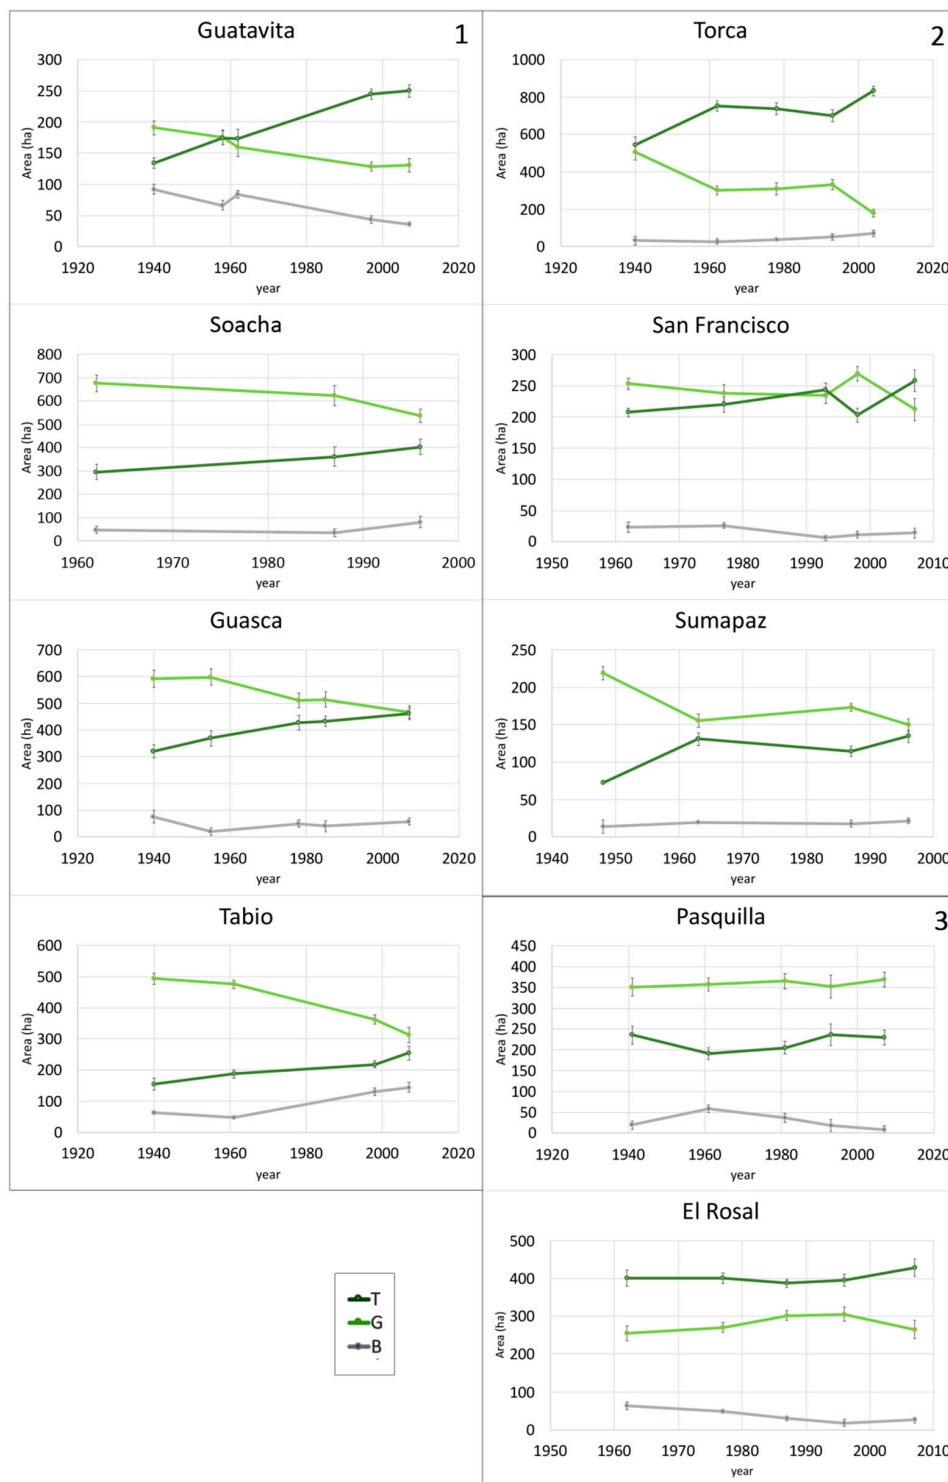 Guatavita 1
300
250
200
150
100
50
0
Area (ha)
1920 1940 1960 1980 2000 2020
year
Torca 2
1000
800
600
400
200
0
Area (ha)
1920 1940 1960 1980 2000 2020
year
Soacha
800
700
600
500
400
300
200
100
0
Area (ha)
1960 1970 1980 1990 2000
year
San Francisco
300
250
200
150
100
50
0
Area (ha)
1950 1960 1970 1980 1990 2000 2010
year
Guasca
700
600
500
400
300
200
100
0
Area (ha)
1920 1940 1960 1980 2000 2020
year
Sumapaz
250
200
150
100
50
0
Area (ha)
1940 1950 1960 1970 1980 1990 2000
year
Tabio
600
500
400
300
200
100
0
Area (ha)
1920 1940 1960 1980 2000 2020
year
Pasquilla 3
450
400
350
300
250
200
150
100
50
0
Area (ha)
1920 1940 1960 1980 2000 2020
year
El Rosal
500
400
300
200
100
0
Area (ha)
1950 1960 1970 1980 1990 2000 2010
year
T
G
B